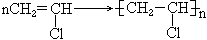 nCH₂=CH ⟶ ⁅CH₂—CH⁆n
Cl Cl